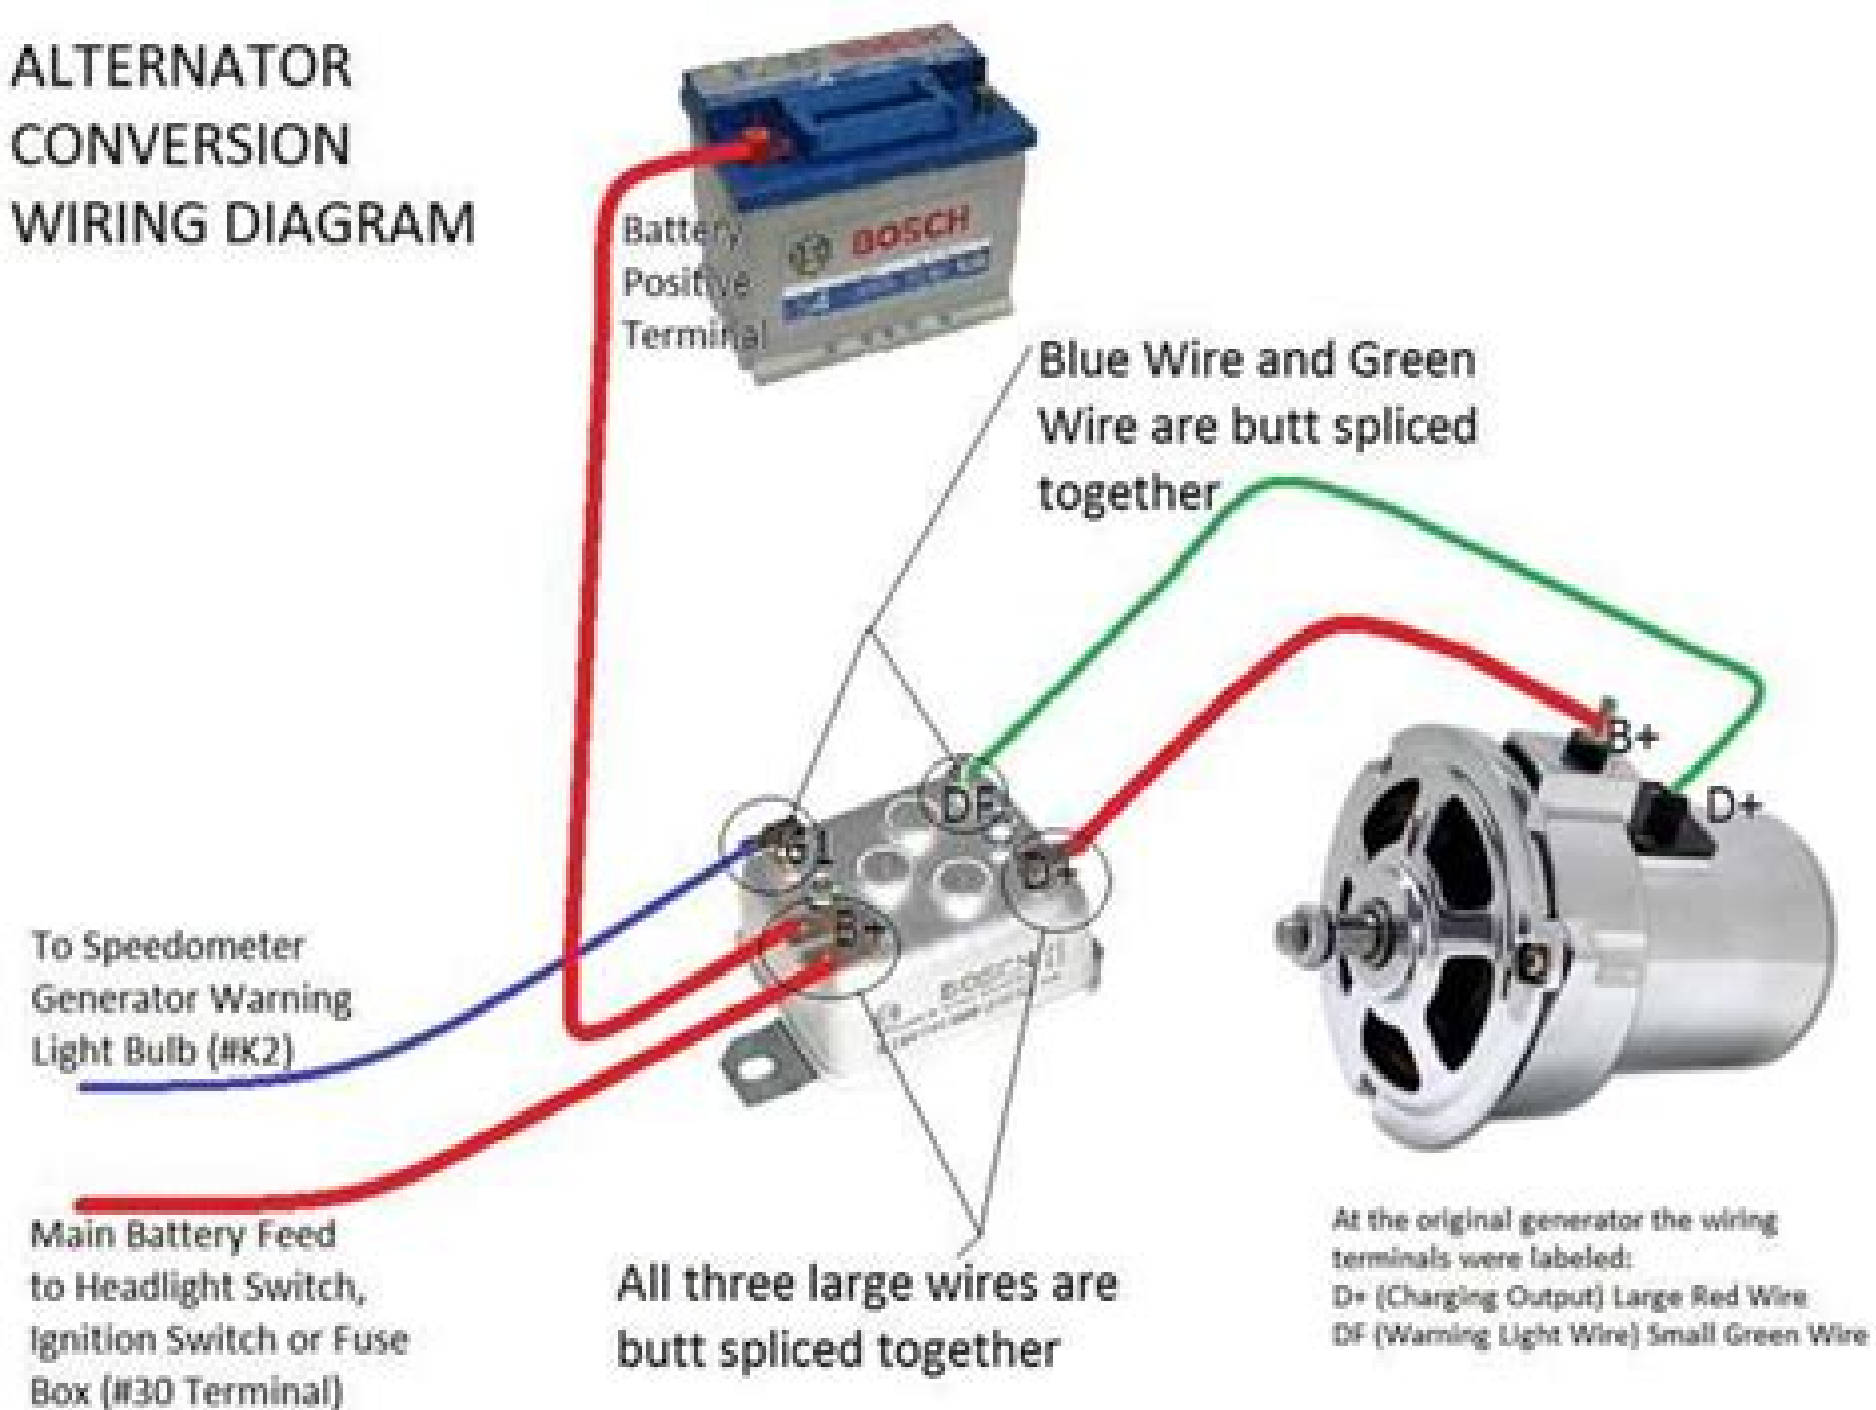 ALTERNATOR
CONVERSION
WIRING DIAGRAM
BOSCH
Battery
Positive
Terminal
Blue Wire and Green
Wire are butt spliced
together
B+
D+
DF
61
D+
B+
BOSCH
To Speedometer
Generator Warning
Light Bulb (#K2)
Main Battery Feed
to Headlight Switch,
Ignition Switch or Fuse
Box (#30 Terminal)
All three large wires are
butt spliced together
At the original generator the wiring
terminals were labeled:
D+ (Charging Output) Large Red Wire
DF (Warning Light Wire) Small Green Wire